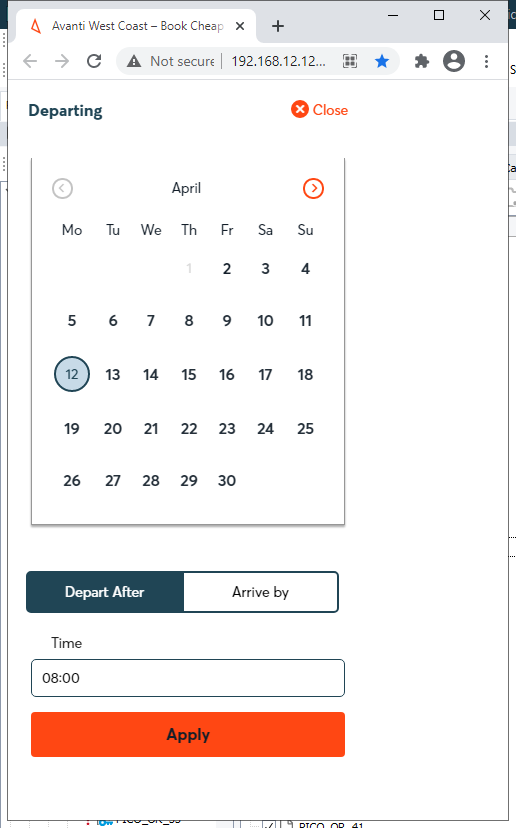 Avanti West Coast – Book Cheap
Not secure 192.168.12.12...
Departing
Close
April
Mo Tu We Th Fr Sa Su
1 2 3 4
5 6 7 8 9 10 11
12 13 14 15 16 17 18
19 20 21 22 23 24 25
26 27 28 29 30
Depart After Arrive by
Time
08:00
Apply